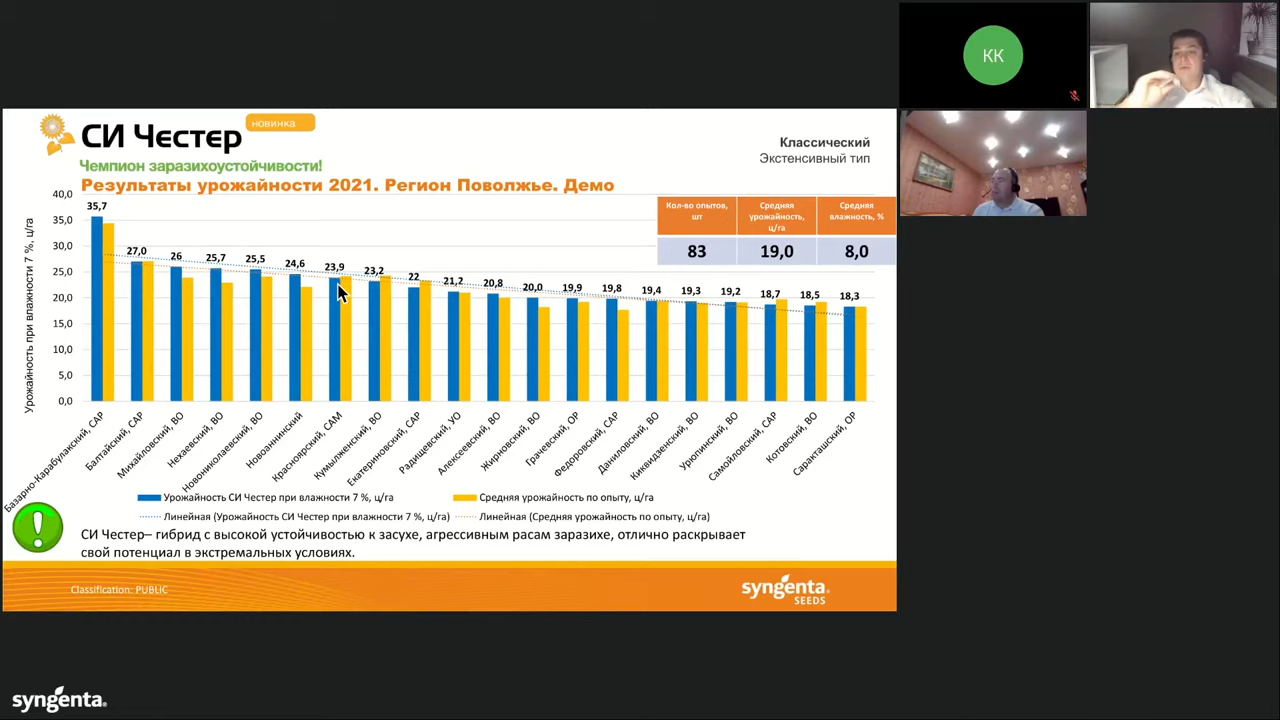 КК
СИ Честер
новинка
Классический
Экстенсивный тип
Чемпион заразихоустойчивости!
Результаты урожайности 2021. Регион Поволжье. Демо
Кол-во опытов, шт
Средняя урожайность, ц/га
Средняя влажность, %
83
19,0
8,0
Урожайность при влажности 7 %, ц/га
40,0
35,0
30,0
25,0
20,0
15,0
10,0
5,0
0,0
35,7
27,0
26
25,7
25,5
24,6
23,9
23,2
22
21,2
20,8
20,0
19,9
19,8
19,4
19,3
19,2
18,7
18,5
18,3
Базарно-Карабулакский, САР
Балтайский, САР
Михайловский, ВО
Нехаевский, ВО
Новониколаевский, ВО
Новоаннинский
Красноярский, САМ
Кумылженский, ВО
Екатериновский, САР
Радищевский, УО
Алексеевский, ВО
Жирновский, ВО
Грачевский, ОР
Федоровский, САР
Даниловский, ВО
Киквидзенский, ВО
Урюпинский, ВО
Самойловский, САР
Котовский, ВО
Саракташский, ОР
Урожайность СИ Честер при влажности 7 %, ц/га
Средняя урожайность по опыту, ц/га
Линейная (Урожайность СИ Честер при влажности 7 %, ц/га)
Линейная (Средняя урожайность по опыту, ц/га)
СИ Честер– гибрид с высокой устойчивостью к засухе, агрессивным расам заразихе, отлично раскрывает
свой потенциал в экстремальных условиях.
Classification: PUBLIC
syngenta
SEEDS
syngenta